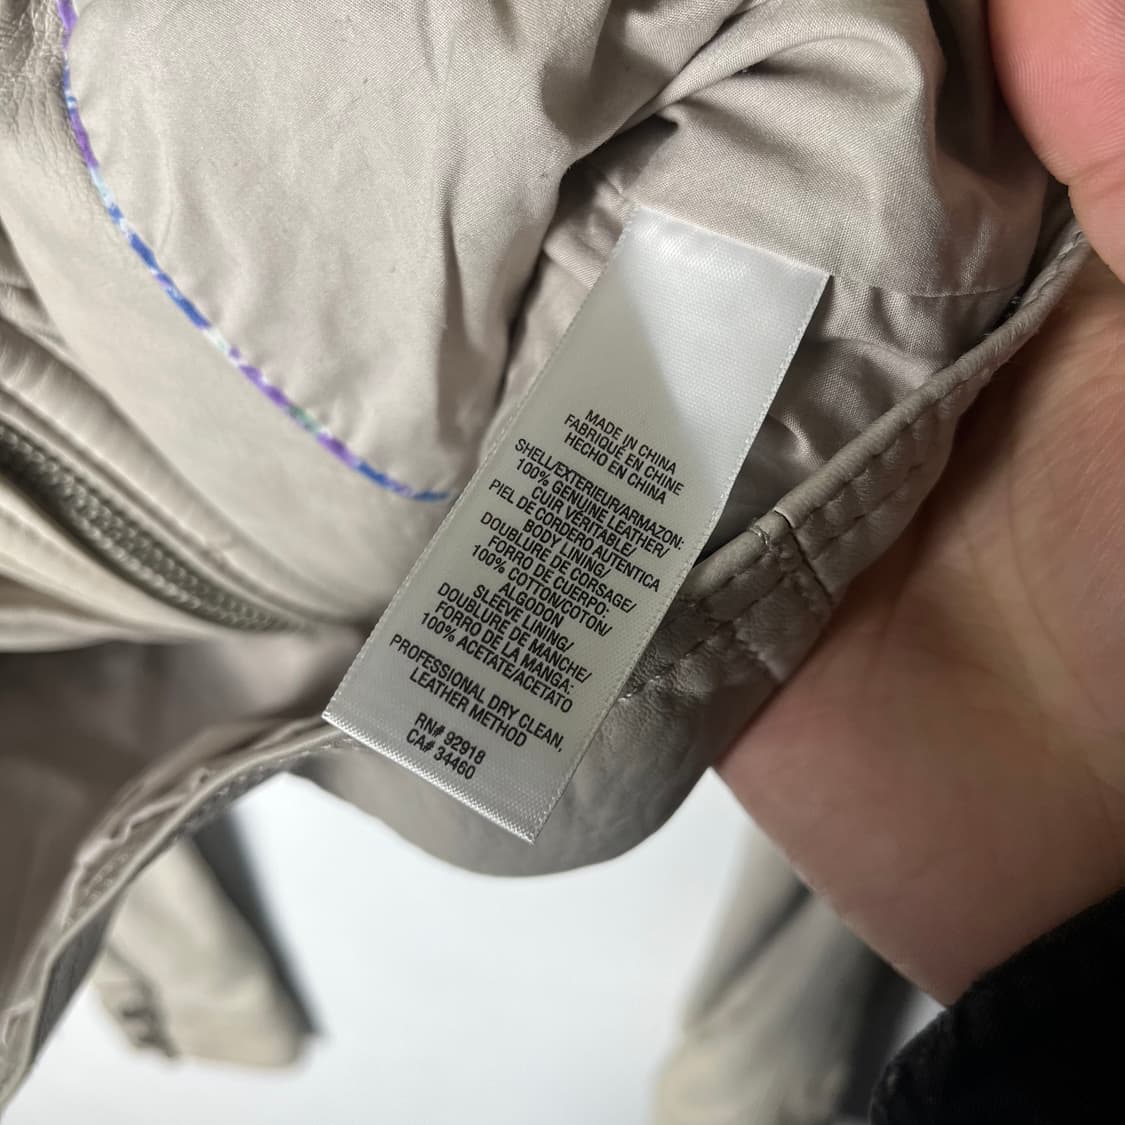 MADE IN CHINA
FABRIQUÉ EN CHINE
HECHO EN CHINA
SHELL/EXTERIEUR/ARMAZON:
100% GENUINE LEATHER/
CUIR VÉRITABLE/
PIEL DE CORDERO AUTENTICA
BODY LINING/
DOUBLURE DE CORSAGE/
FORRO DE CUERPO:
100% COTTON/COTON/
ALGODON
SLEEVE LINING/
DOUBLURE DE MANCHE/
FORRO DE LA MANGA:
100% ACETATE/ACETATO
PROFESSIONAL DRY CLEAN,
LEATHER METHOD
RN# 92918
CA# 34460